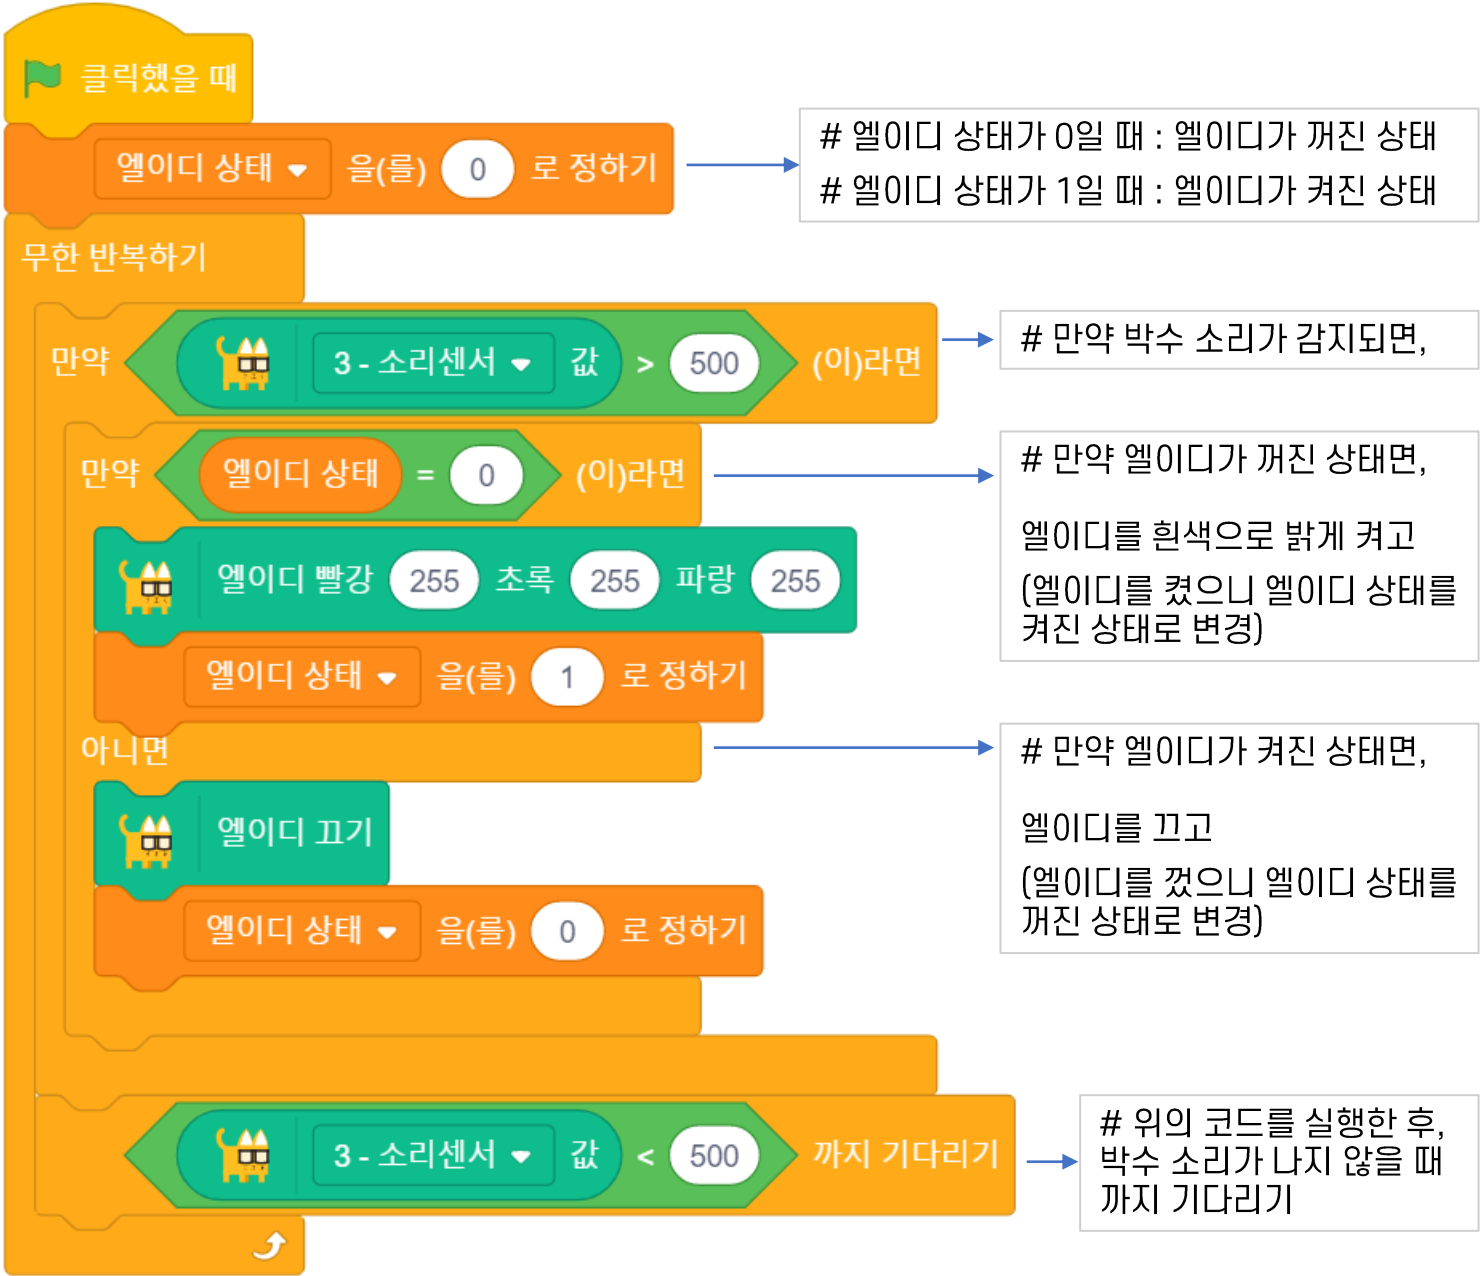 클릭했을 때
엘이디 상태 을(를) 0 로 정하기
# 엘이디 상태가 0일 때 : 엘이디가 꺼진 상태
# 엘이디 상태가 1일 때 : 엘이디가 켜진 상태
무한 반복하기
만약 3 - 소리센서 값 > 500 (이)라면
# 만약 박수 소리가 감지되면,
만약 엘이디 상태 = 0 (이)라면
# 만약 엘이디가 꺼진 상태면,
엘이디를 흰색으로 밝게 켜고
(엘이디를 켰으니 엘이디 상태를
켜진 상태로 변경)
엘이디 빨강 255 초록 255 파랑 255
엘이디 상태 을(를) 1 로 정하기
아니면
# 만약 엘이디가 켜진 상태면,
엘이디를 끄고
(엘이디를 껐으니 엘이디 상태를
꺼진 상태로 변경)
엘이디 끄기
엘이디 상태 을(를) 0 로 정하기
3 - 소리센서 값 < 500 까지 기다리기
# 위의 코드를 실행한 후,
박수 소리가 나지 않을 때
까지 기다리기